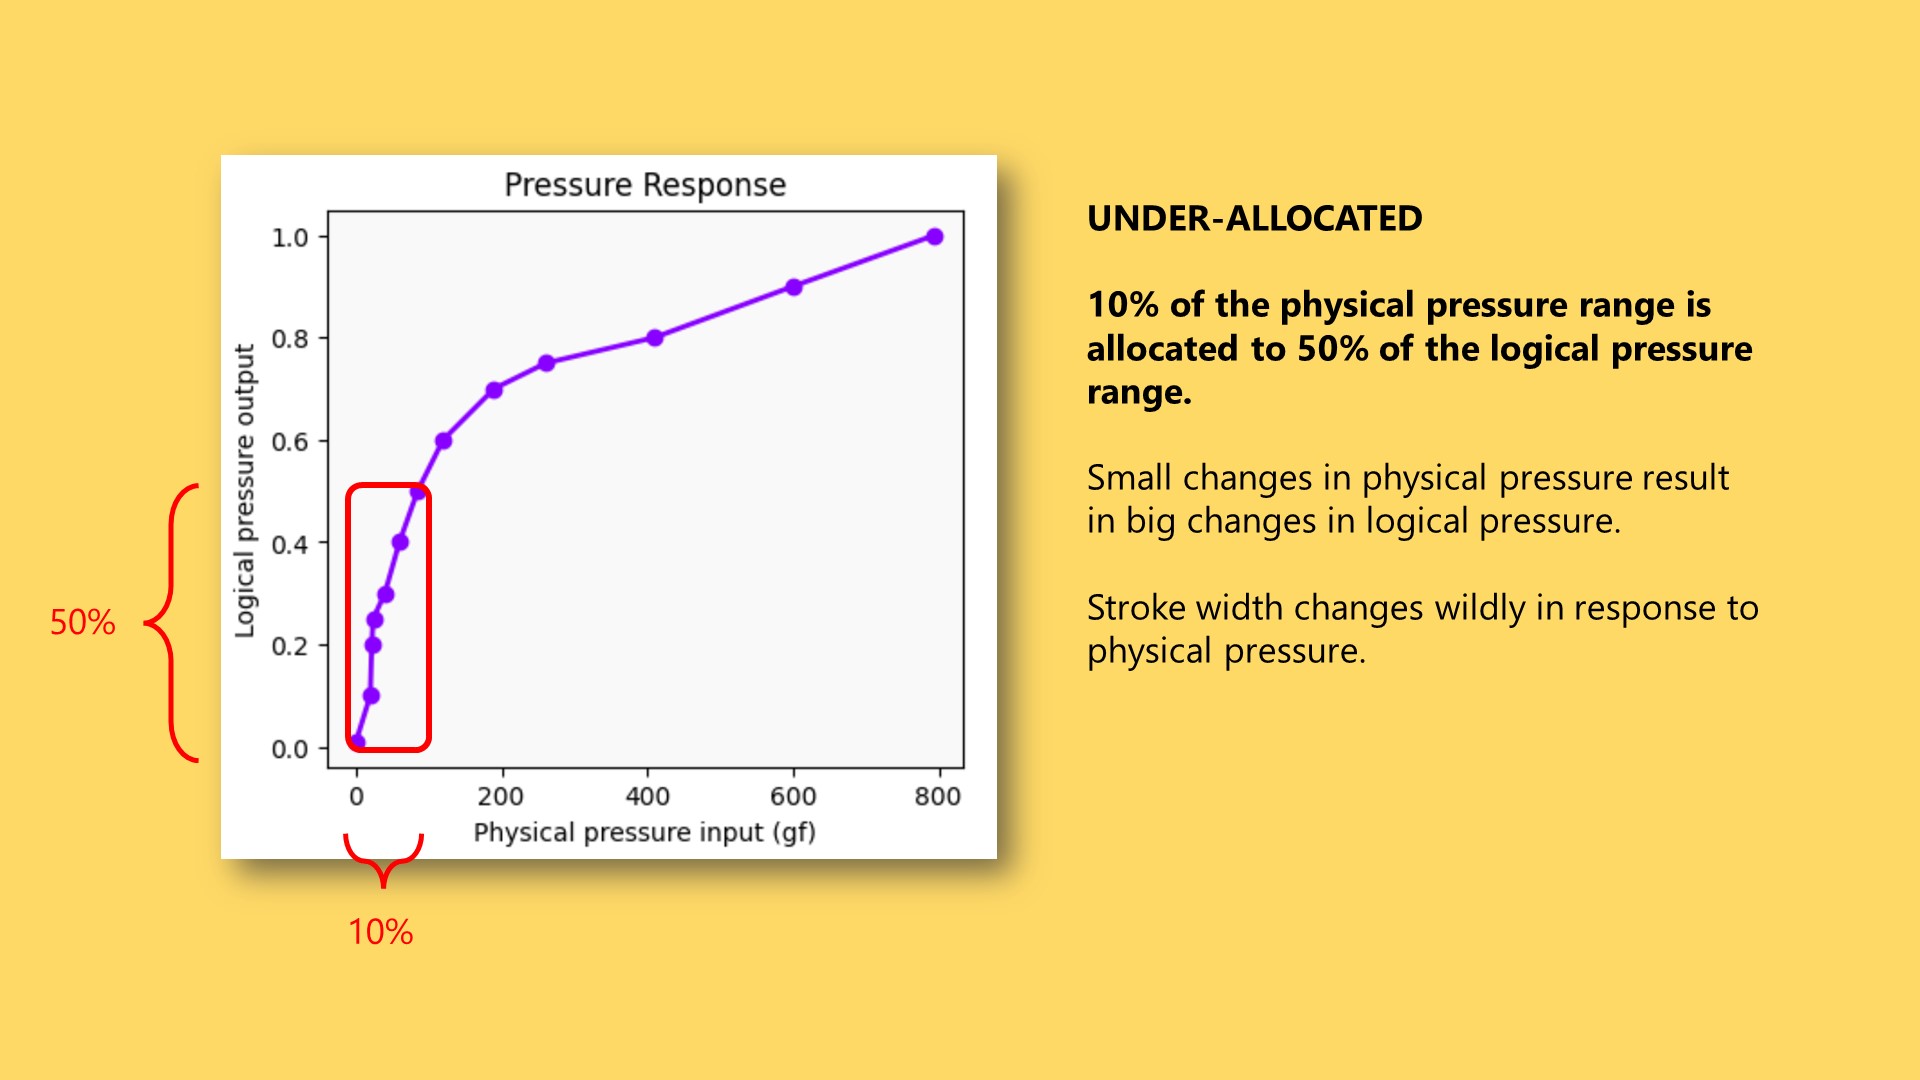 Pressure Response
1.0
0.8
0.6
0.4
0.2
0.0
Logical pressure output
0 200 400 600 800
Physical pressure input (gf)
50%
10%
UNDER-ALLOCATED
10% of the physical pressure range is
allocated to 50% of the logical pressure
range.
Small changes in physical pressure result
in big changes in logical pressure.
Stroke width changes wildly in response to
physical pressure.